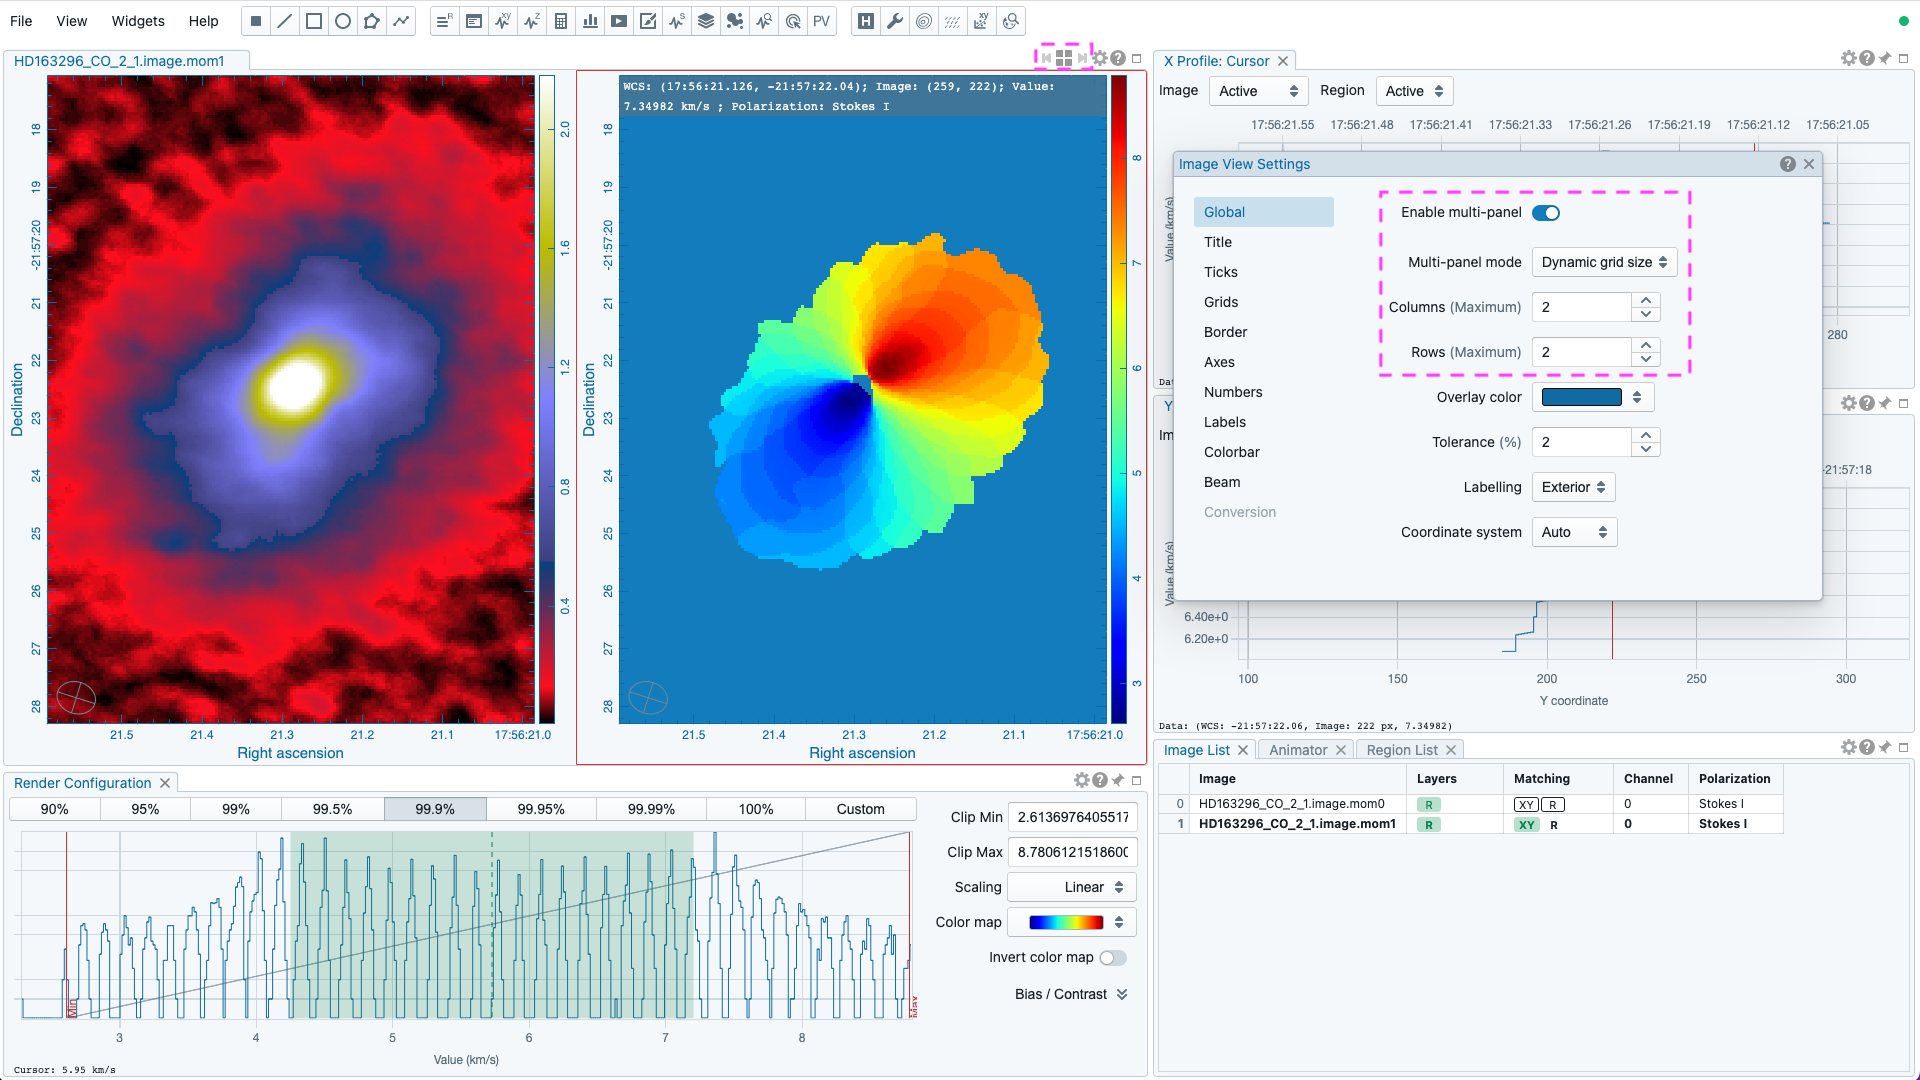 File View Widgets Help
PV
HD163296_CO_2_1.image.mom1
WCS: (17:56:21.126, -21:57:22.04); Image: (259, 222); Value:
7.34982 km/s ; Polarization: Stokes I
18
19
-21:57:20
21
22
23
24
25
26
27
28
Declination
21.5 21.4 21.3 21.2 21.1 17:56:21.0
Right ascension
2.0
1.6
1.2
0.8
0.4
18
19
-21:57:20
21
22
23
24
25
26
27
28
Declination
21.5 21.4 21.3 21.2 21.1 17:56:21.0
Right ascension
8
7
6
5
4
3
X Profile: Cursor
Image Active Region Active
17:56:21.55 17:56:21.48 17:56:21.41 17:56:21.33 17:56:21.26 17:56:21.19 17:56:21.12 17:56:21.05
280
Image View Settings
Global
Title
Ticks
Grids
Border
Axes
Numbers
Labels
Colorbar
Beam
Conversion
Enable multi-panel
Multi-panel mode Dynamic grid size
Columns (Maximum) 2
Rows (Maximum) 2
Overlay color
Tolerance (%) 2
Labelling Exterior
Coordinate system Auto
-21:57:18
6.40e+0
6.20e+0
100 150 200 250 300
Y coordinate
Data: (WCS: -21:57:22.06, Image: 222 px, 7.34982)
Render Configuration
90% 95% 99% 99.5% 99.9% 99.95% 99.99% 100% Custom
Min
Max
3 4 5 6 7 8
Value (km/s)
Cursor: 5.95 km/s
Clip Min 2.6136976405517
Clip Max 8.7806121518600
Scaling Linear
Color map
Invert color map
Bias / Contrast
Image List Animator Region List
Image Layers Matching Channel Polarization
0 HD163296_CO_2_1.image.mom0 R XY R 0 Stokes I
1 HD163296_CO_2_1.image.mom1 R XY R 0 Stokes I